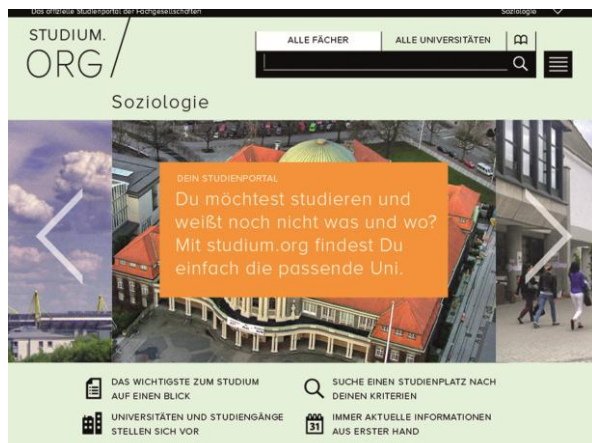 Das offizielle Studienportal der Fachgesellschaften
Soziologie
STUDIUM.
ORG
ALLE FÄCHER
ALLE UNIVERSITÄTEN
Soziologie
DEIN STUDIENPORTAL
Du möchtest studieren und
weißt noch nicht was und wo?
Mit studium.org findest Du
einfach die passende Uni.
DAS WICHTIGSTE ZUM STUDIUM
AUF EINEN BLICK
SUCHE EINEN STUDIENPLATZ NACH
DEINEN KRITERIEN
UNIVERSITÄTEN UND STUDIENGÄNGE
STELLEN SICH VOR
31
IMMER AKTUELLE INFORMATIONEN
AUS ERSTER HAND